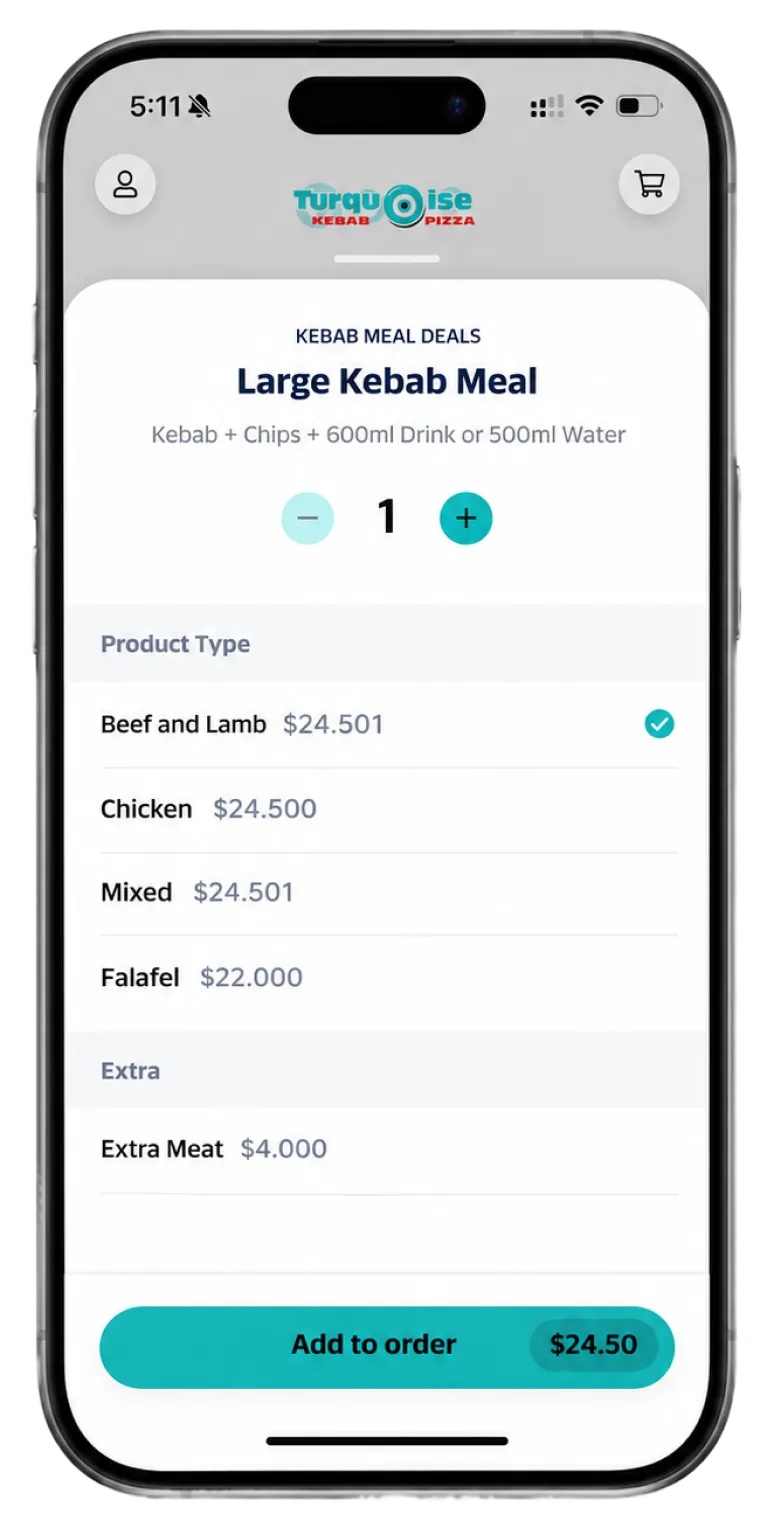 5:11
Turquoise
KEBAB PIZZA
KEBAB MEAL DEALS
Large Kebab Meal
Kebab + Chips + 600ml Drink or 500ml Water
− 1 +
Product Type
Beef and Lamb $24.501
Chicken $24.500
Mixed $24.501
Falafel $22.000
Extra
Extra Meat $4.000
Add to order $24.50